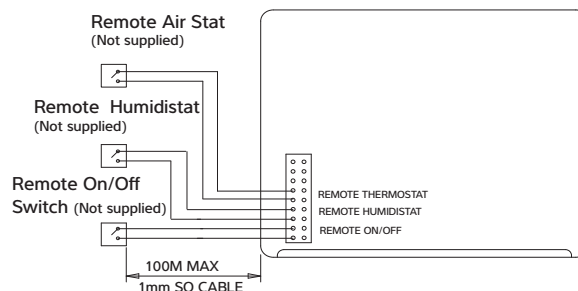 Remote Air Stat
(Not supplied)
Remote Humidistat
(Not supplied)
Remote On/Off
Switch (Not supplied)
REMOTE THERMOSTAT
REMOTE HUMIDISTAT
REMOTE ON/OFF
100M MAX
1mm SQ CABLE